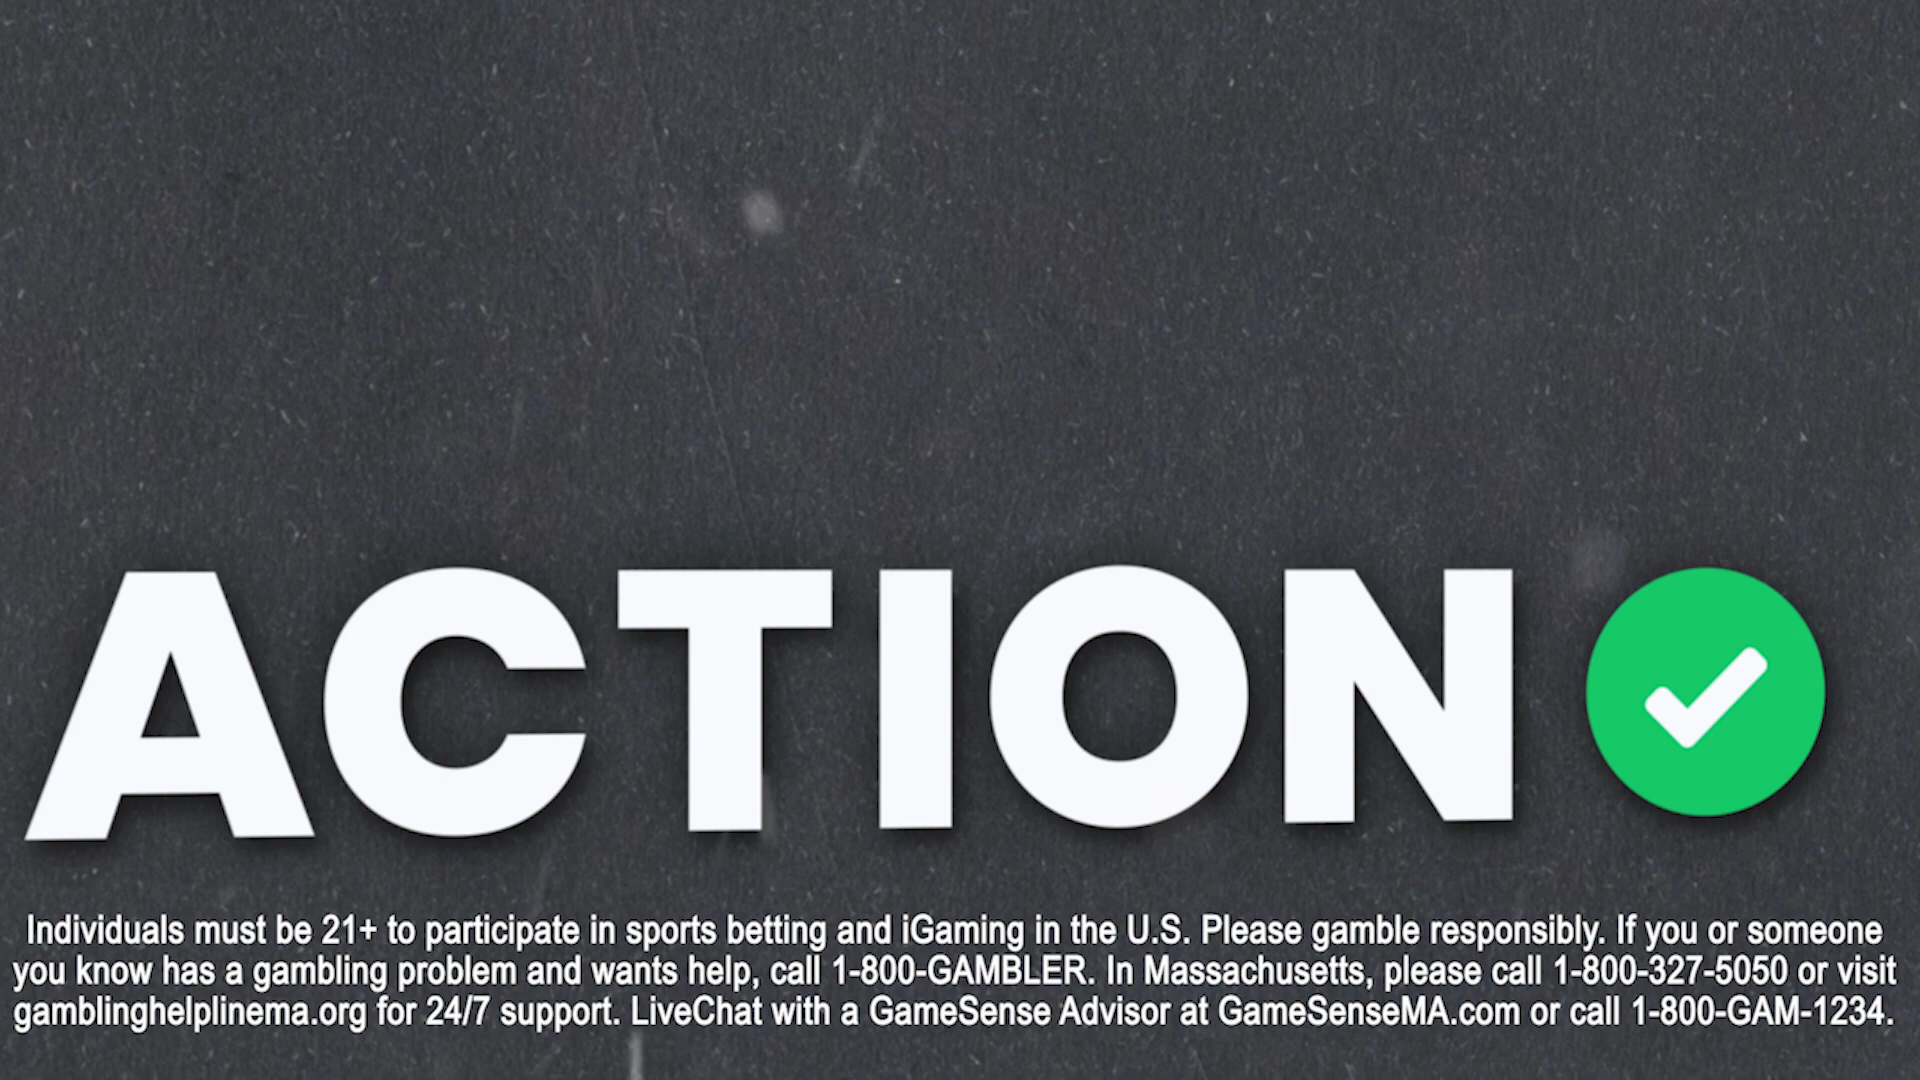 ACTION
Individuals must be 21+ to participate in sports betting and iGaming in the U.S. Please gamble responsibly. If you or someone
you know has a gambling problem and wants help, call 1-800-GAMBLER. In Massachusetts, please call 1-800-327-5050 or visit
gamblinghelplinema.org for 24/7 support. LiveChat with a GameSense Advisor at GameSenseMA.com or call 1-800-GAM-1234.